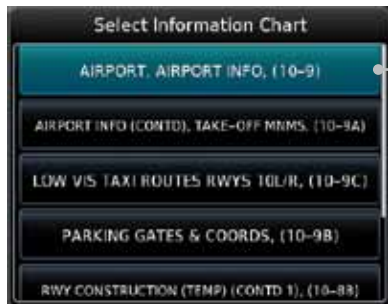 Select Information Chart
AIRPORT, AIRPORT INFO, (10-9)
AIRPORT INFO (CONTD), TAKE-OFF MNMS, (10-9A)
LOW VIS TAXI ROUTES RWYS 10L/R, (10-9C)
PARKING GATES & COORDS, (10-9B)
RWY CONSTRUCTION (TEMP) (CONTD 1), (10-8B)